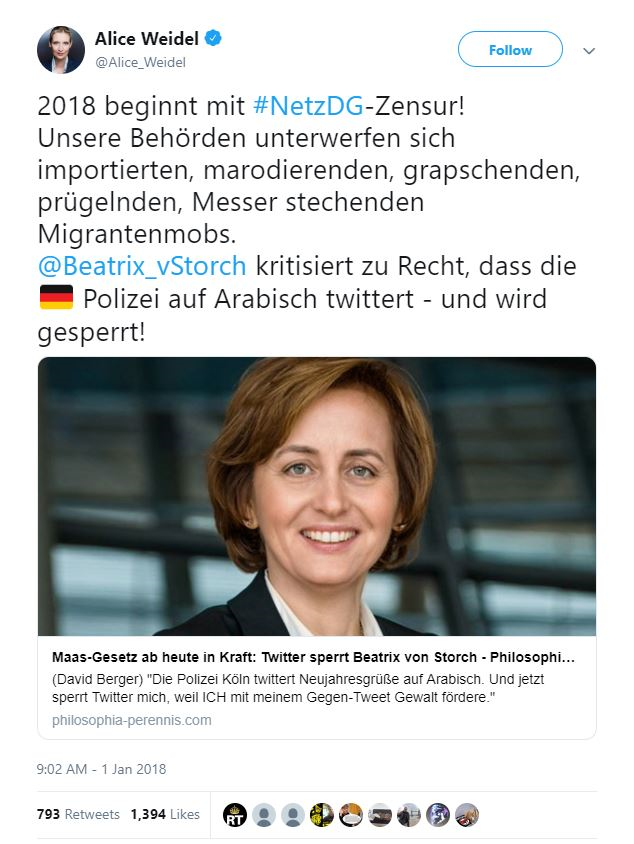 Alice Weidel
@Alice_Weidel
Follow
2018 beginnt mit #NetzDG-Zensur!
Unsere Behörden unterwerfen sich
importierten, marodierenden, grapschenden,
prügelnden, Messer stechenden
Migrantenmobs.
@Beatrix_vStorch kritisiert zu Recht, dass die
🇩🇪 Polizei auf Arabisch twittert - und wird
gesperrt!
Maas-Gesetz ab heute in Kraft: Twitter sperrt Beatrix von Storch - Philosophi...
(David Berger) "Die Polizei Köln twittert Neujahresgrüße auf Arabisch. Und jetzt
sperrt Twitter mich, weil ICH mit meinem Gegen-Tweet Gewalt fördere."
philosophia-perennis.com
9:02 AM - 1 Jan 2018
793 Retweets 1,394 Likes
RT